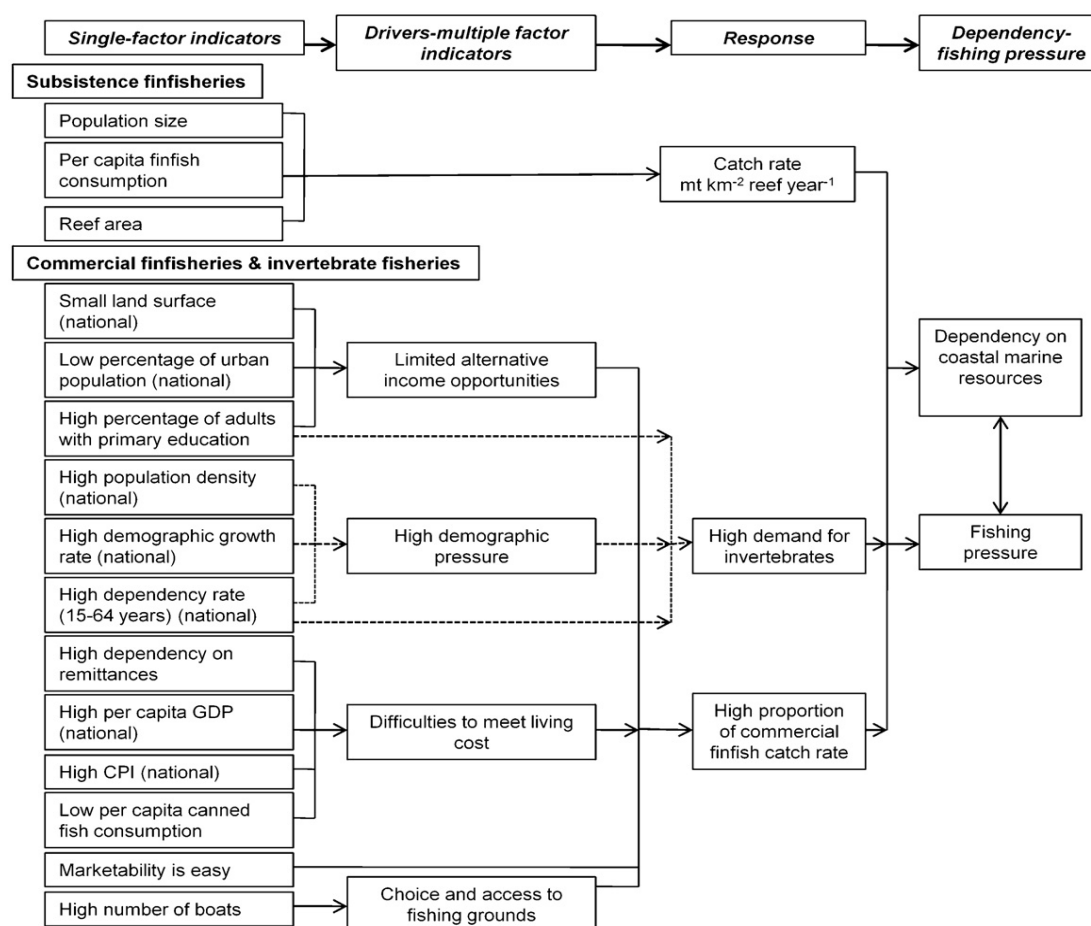 Single-factor indicators
Drivers-multiple factor
indicators
Response
Dependency-
fishing pressure
Subsistence finfisheries
Population size
Per capita finfish
consumption
Reef area
Catch rate
mt km⁻² reef year⁻¹
Commercial finfisheries & invertebrate fisheries
Small land surface
(national)
Low percentage of urban
population (national)
High percentage of adults
with primary education
Limited alternative
income opportunities
Dependency on
coastal marine
resources
High population density
(national)
High demographic growth
rate (national)
High dependency rate
(15-64 years) (national)
High demographic
pressure
High demand for
invertebrates
Fishing
pressure
High dependency on
remittances
High per capita GDP
(national)
High CPI (national)
Low per capita canned
fish consumption
Difficulties to meet living
cost
High proportion
of commercial
finfish catch rate
Marketability is easy
High number of boats
Choice and access to
fishing grounds